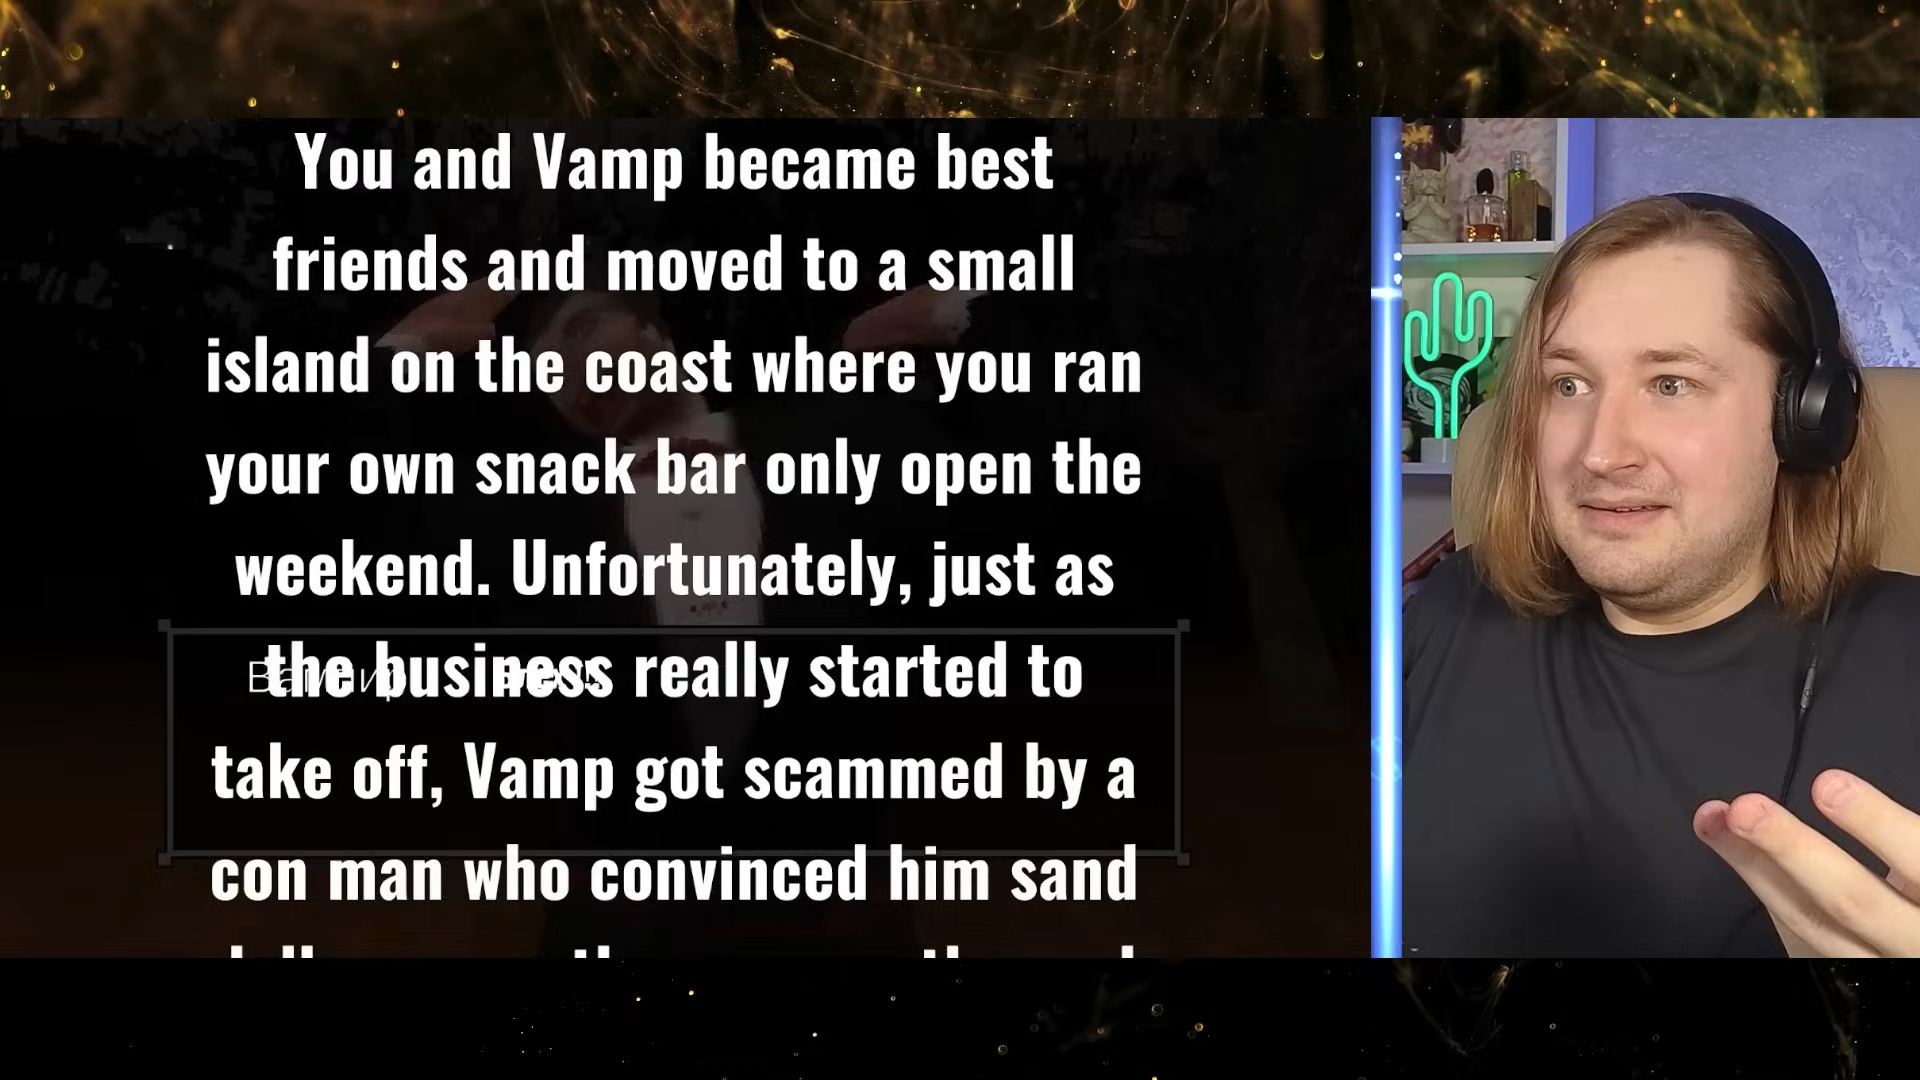 You and Vamp became best
friends and moved to a small
island on the coast where you ran
your own snack bar only open the
weekend. Unfortunately, just as
the business really started to
take off, Vamp got scammed by a
con man who convinced him sand